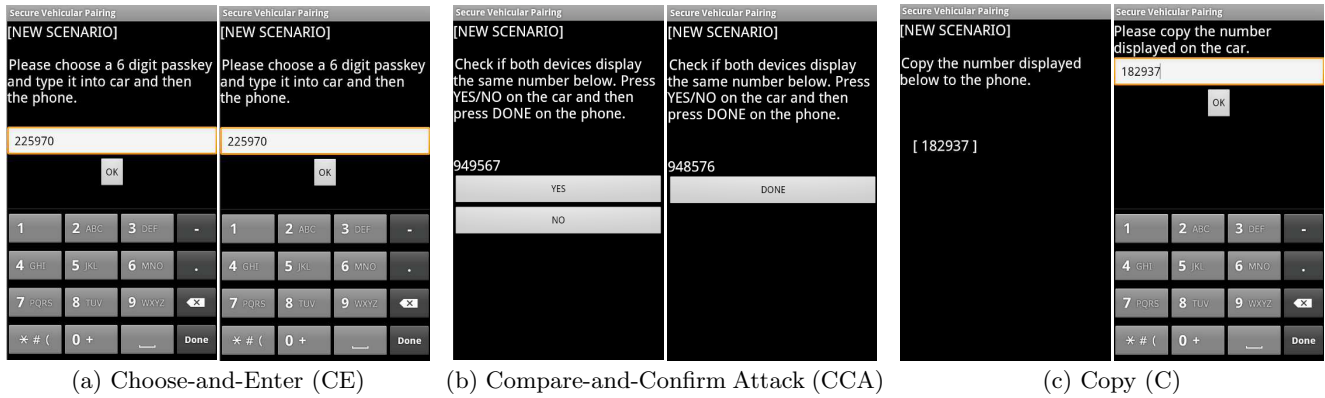 Secure Vehicular Pairing
[NEW SCENARIO]
Please choose a 6 digit passkey
and type it into car and then
the phone.
225970
OK
1
2 ABC
3 DEF
-
4 GHI
5 JKL
6 MNO
.
7 PQRS
8 TUV
9 WXYZ
* # (
0 +
Done
Secure Vehicular Pairing
[NEW SCENARIO]
Please choose a 6 digit passkey
and type it into car and then
the phone.
225970
OK
1
2 ABC
3 DEF
-
4 GHI
5 JKL
6 MNO
.
7 PQRS
8 TUV
9 WXYZ
* # (
0 +
Done
(a) Choose-and-Enter (CE)
Secure Vehicular Pairing
[NEW SCENARIO]
Check if both devices display
the same number below. Press
YES/NO on the car and then
press DONE on the phone.
949567
YES
NO
Secure Vehicular Pairing
[NEW SCENARIO]
Check if both devices display
the same number below. Press
YES/NO on the car and then
press DONE on the phone.
948576
DONE
(b) Compare-and-Confirm Attack (CCA)
Secure Vehicular Pairing
[NEW SCENARIO]
Copy the number displayed
below to the phone.
[ 182937 ]
Secure Vehicular Pairing
Please copy the number
displayed on the car.
182937
OK
1
2 ABC
3 DEF
-
4 GHI
5 JKL
6 MNO
.
7 PQRS
8 TUV
9 WXYZ
* # (
0 +
Done
(c) Copy (C)